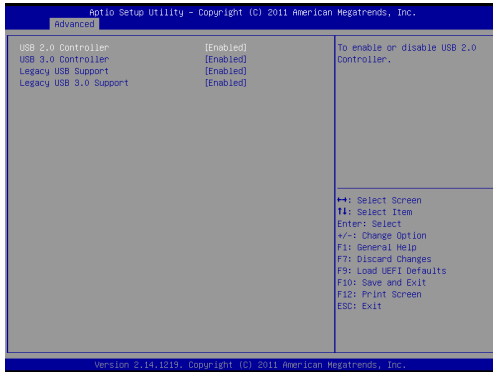 Aptio Setup Utility – Copyright (C) 2011 American Megatrends, Inc.
Advanced
USB 2.0 Controller [Enabled]
USB 3.0 Controller [Enabled]
Legacy USB Support [Enabled]
Legacy USB 3.0 Support [Enabled]
To enable or disable USB 2.0
Controller.
↔: Select Screen
↑↓: Select Item
Enter: Select
+/-: Change Option
F1: General Help
F7: Discard Changes
F9: Load UEFI Defaults
F10: Save and Exit
F12: Print Screen
ESC: Exit
Version 2.14.1219. Copyright (C) 2011 American Megatrends, Inc.